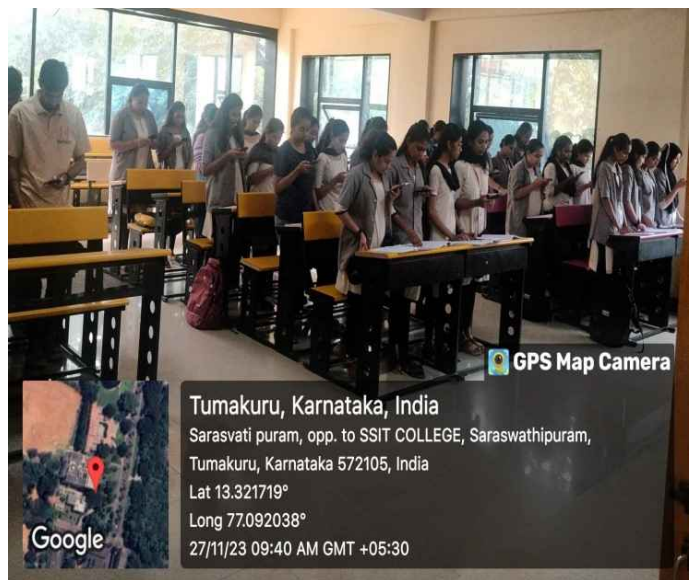 GPS Map Camera
Tumakuru, Karnataka, India
Sarasvati puram, opp. to SSIT COLLEGE, Saraswathipuram,
Tumakuru, Karnataka 572105, India
Lat 13.321719°
Long 77.092038°
27/11/23 09:40 AM GMT +05:30
Google